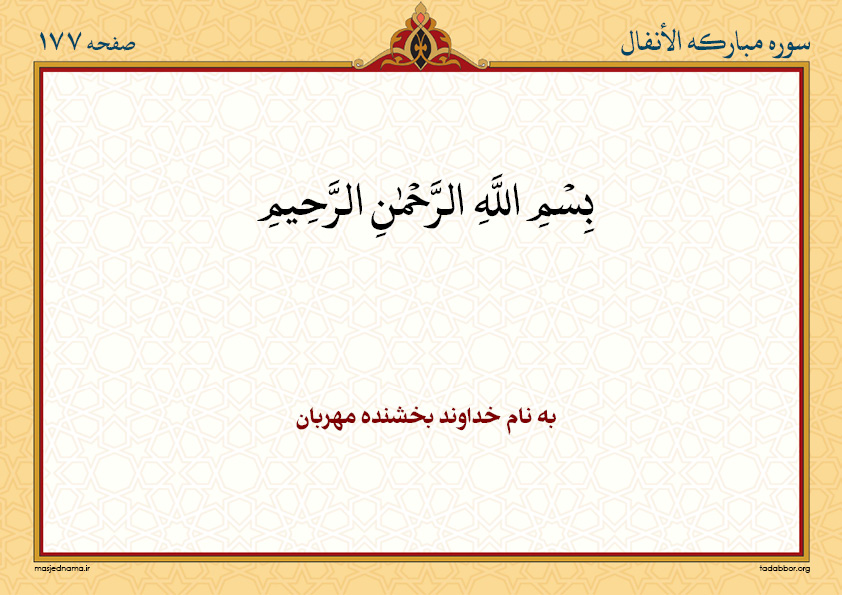 سوره مبارکه الأنفال
صفحه ۱۷۷
بِسْمِ اللَّهِ الرَّحْمَٰنِ الرَّحِيمِ
به نام خداوند بخشنده مهربان
masjednama.ir
tadabbor.org